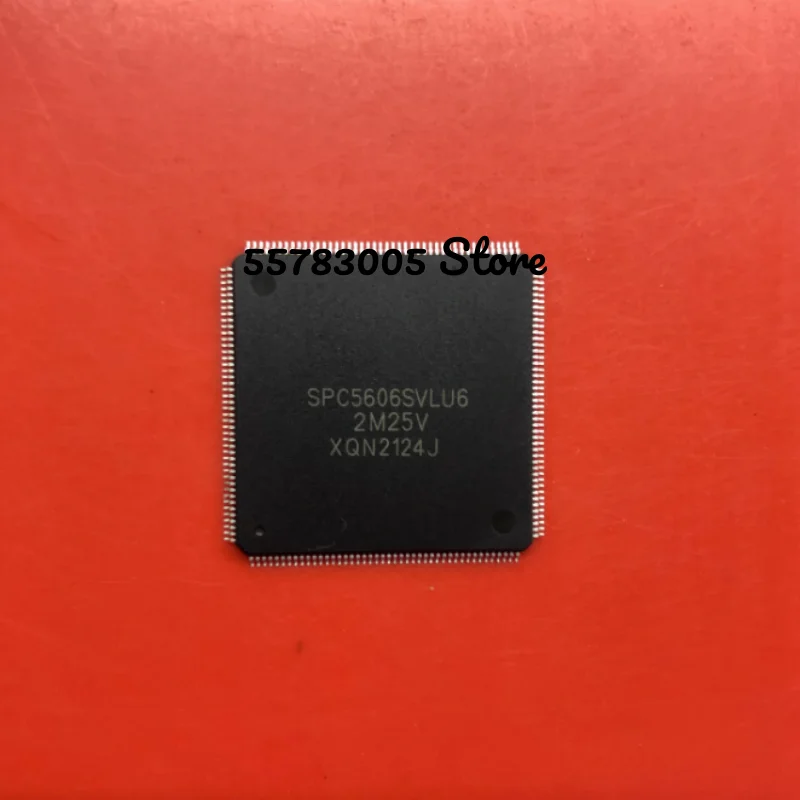 55783005 Store
SPC5606SVLU6
2M25V
XQN2124J